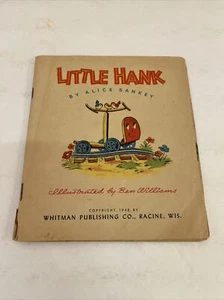 LITTLE HANK
BY ALICE SANKEY
Illustrated by Ben Williams
COPYRIGHT, 1948, BY
WHITMAN PUBLISHING CO., RACINE, WIS.